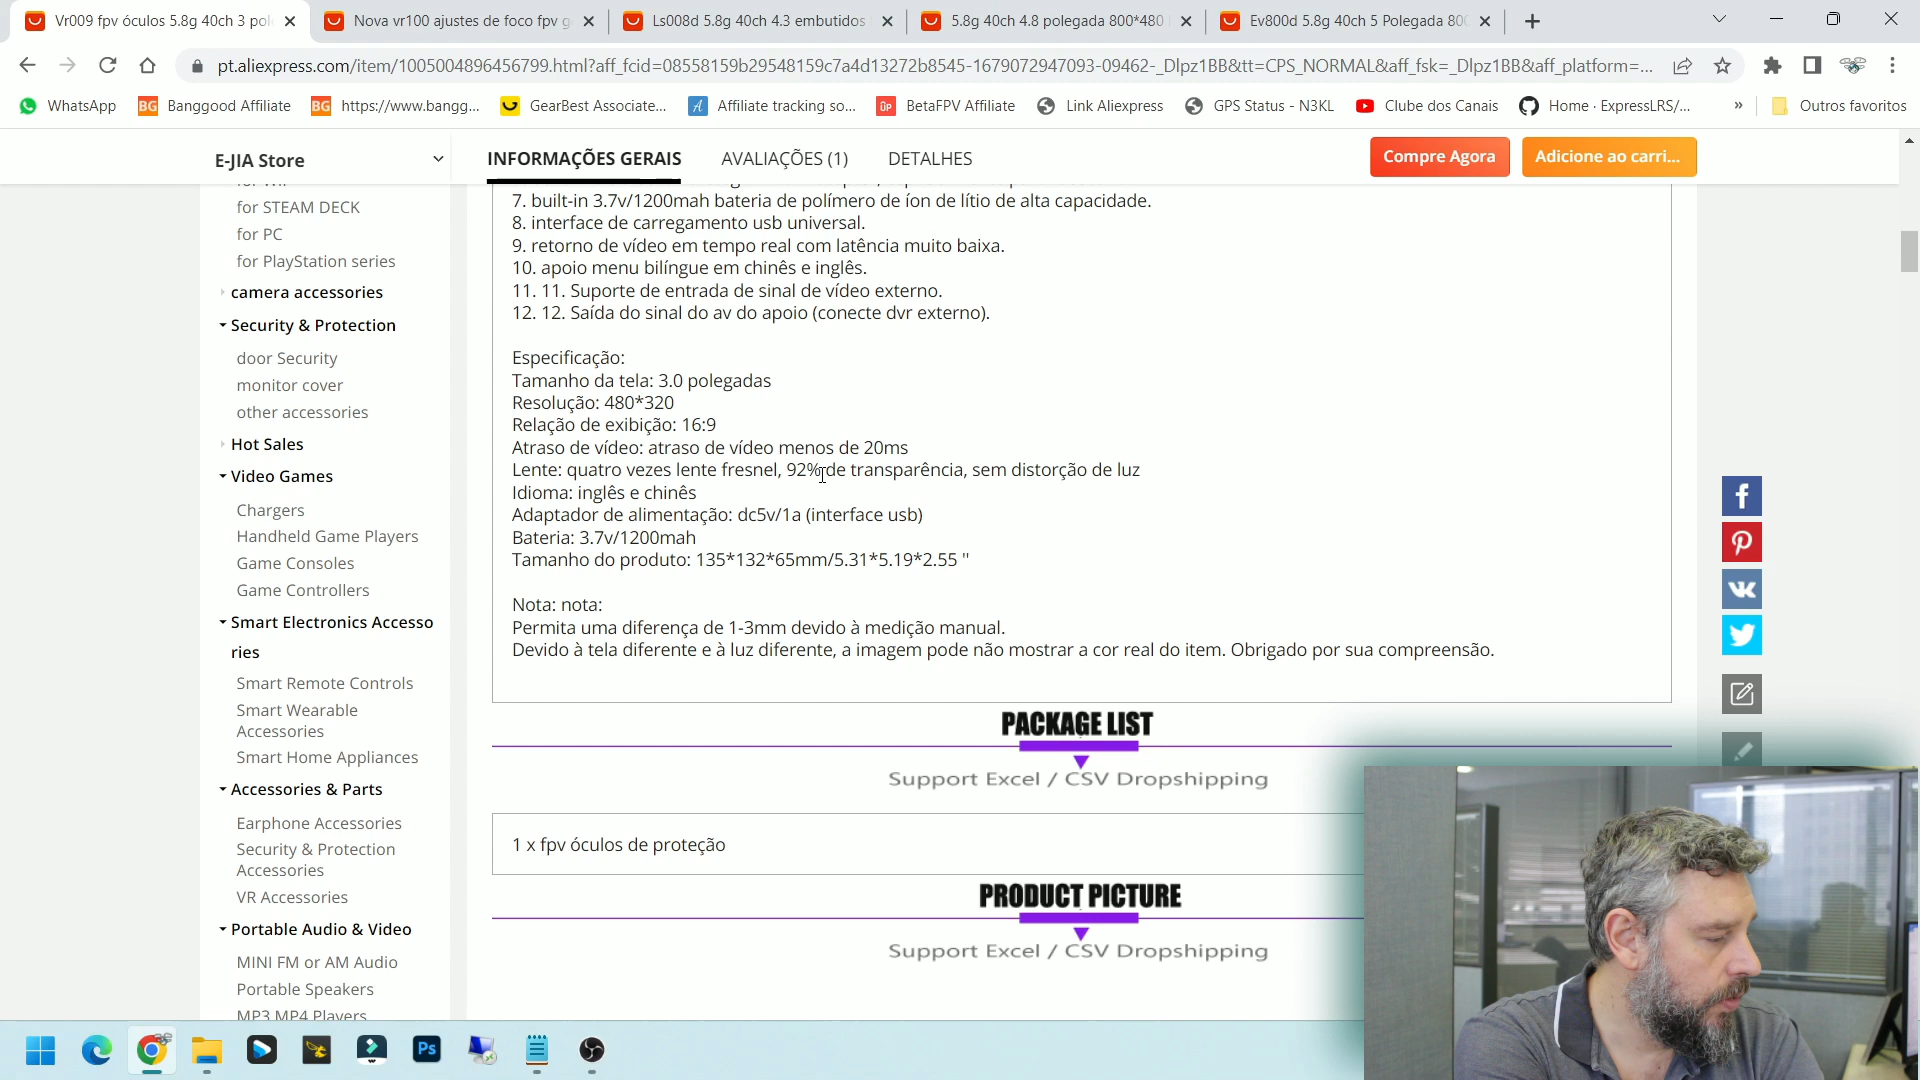 Vr009 fpv óculos 5.8g 40ch 3 pol
Nova vr100 ajustes de foco fpv g
Ls008d 5.8g 40ch 4.3 embutidos
5.8g 40ch 4.8 polegada 800*480
Ev800d 5.8g 40ch 5 Polegada 80
pt.aliexpress.com/item/1005004896456799.html?aff_fcid=08558159b29548159c7a4d13272b8545-1679072947093-09462-_Dlpz1BB&tt=CPS_NORMAL&aff_fsk=_Dlpz1BB&aff_platform=...
WhatsApp
BG Banggood Affiliate
BG https://www.bangg...
GearBest Associate...
Affiliate tracking so...
BetaFPV Affiliate
Link Aliexpress
GPS Status - N3KL
Clube dos Canais
Home · ExpressLRS/...
»
Outros favoritos
E-JIA Store
INFORMAÇÕES GERAIS
AVALIAÇÕES (1)
DETALHES
Compre Agora
Adicione ao carri...
for STEAM DECK
for PC
for PlayStation series
camera accessories
Security & Protection
door Security
monitor cover
other accessories
Hot Sales
Video Games
Chargers
Handheld Game Players
Game Consoles
Game Controllers
Smart Electronics Accesso
ries
Smart Remote Controls
Smart Wearable
Accessories
Smart Home Appliances
Accessories & Parts
Earphone Accessories
Security & Protection
Accessories
VR Accessories
Portable Audio & Video
MINI FM or AM Audio
Portable Speakers
MP3 MP4 Players
7. built-in 3.7v/1200mah bateria de polímero de íon de lítio de alta capacidade.
8. interface de carregamento usb universal.
9. retorno de vídeo em tempo real com latência muito baixa.
10. apoio menu bilíngue em chinês e inglês.
11. 11. Suporte de entrada de sinal de vídeo externo.
12. 12. Saída do sinal do av do apoio (conecte dvr externo).
Especificação:
Tamanho da tela: 3.0 polegadas
Resolução: 480*320
Relação de exibição: 16:9
Atraso de vídeo: atraso de vídeo menos de 20ms
Lente: quatro vezes lente fresnel, 92% de transparência, sem distorção de luz
Idioma: inglês e chinês
Adaptador de alimentação: dc5v/1a (interface usb)
Bateria: 3.7v/1200mah
Tamanho do produto: 135*132*65mm/5.31*5.19*2.55 "
Nota: nota:
Permita uma diferença de 1-3mm devido à medição manual.
Devido à tela diferente e à luz diferente, a imagem pode não mostrar a cor real do item. Obrigado por sua compreensão.
PACKAGE LIST
Support Excel / CSV Dropshipping
1 x fpv óculos de proteção
PRODUCT PICTURE
Support Excel / CSV Dropshipping
Ps